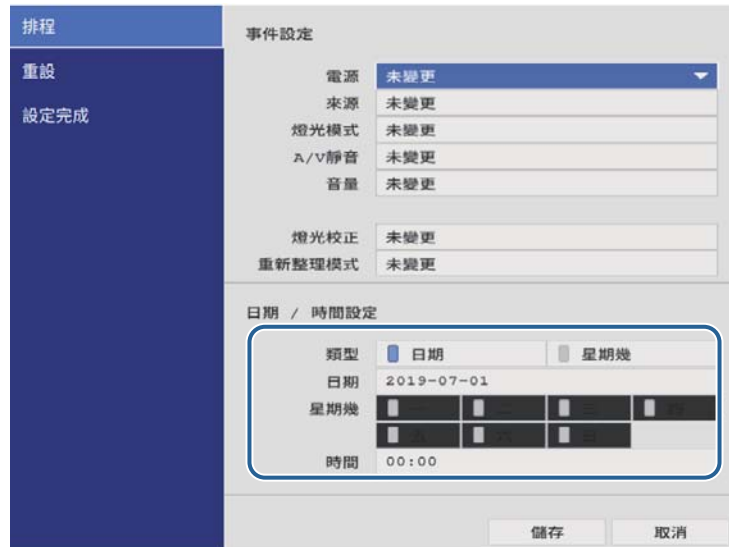 排程
重設
設定完成
事件設定
電源 未變更
來源 未變更
燈光模式 未變更
A/V靜音 未變更
音量 未變更
燈光校正 未變更
重新整理模式 未變更
日期 / 時間設定
類型 日期 星期幾
日期 2019-07-01
星期幾 一 二 三 四
五 六 日
時間 00:00
儲存 取消